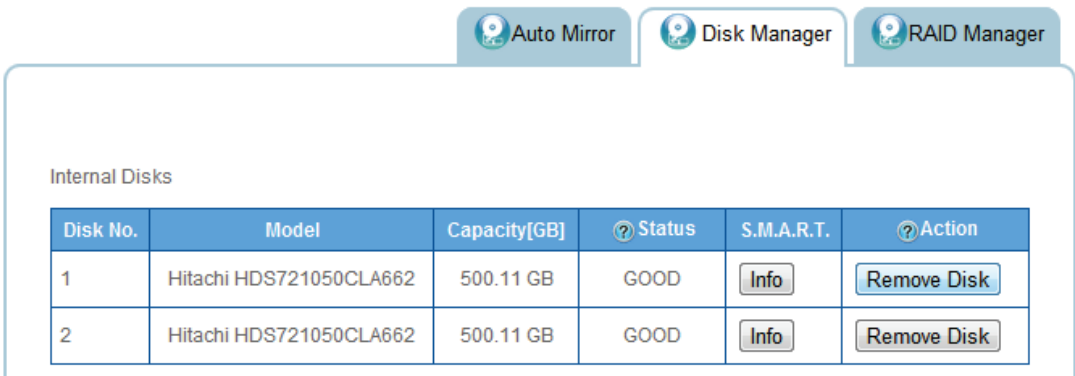 Auto Mirror Disk Manager RAID Manager
Internal Disks
Disk No. Model Capacity[GB] ? Status S.M.A.R.T. ? Action
1 Hitachi HDS721050CLA662 500.11 GB GOOD Info Remove Disk
2 Hitachi HDS721050CLA662 500.11 GB GOOD Info Remove Disk